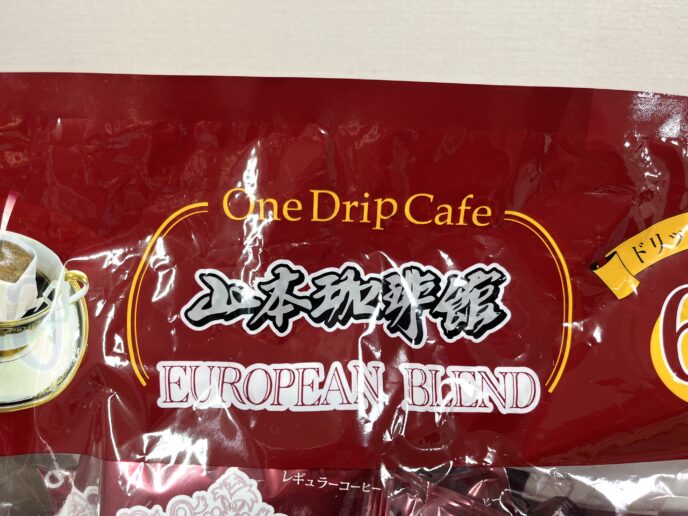 One Drip Cafe
山本珈琲館
EUROPEAN BLEND
ドリッ
6
レギュラーコーヒー